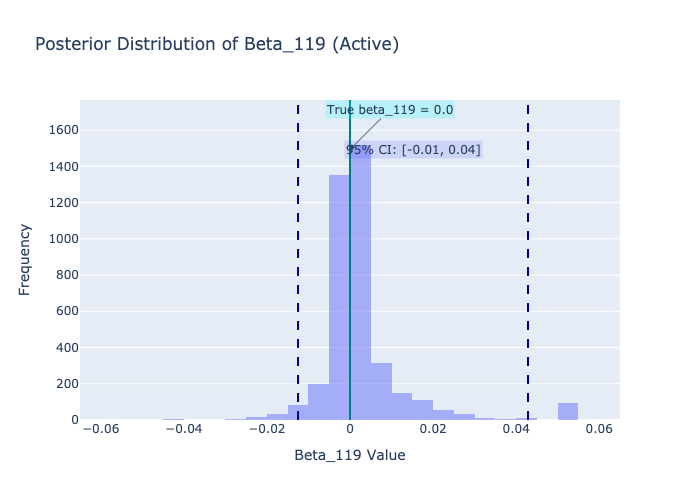 Posterior Distribution of Beta_119 (Active)
True beta_119 = 0.0
95% CI: [-0.01, 0.04]
Frequency
1600
1400
1200
1000
800
600
400
200
0
−0.06 −0.04 −0.02 0 0.02 0.04 0.06
Beta_119 Value